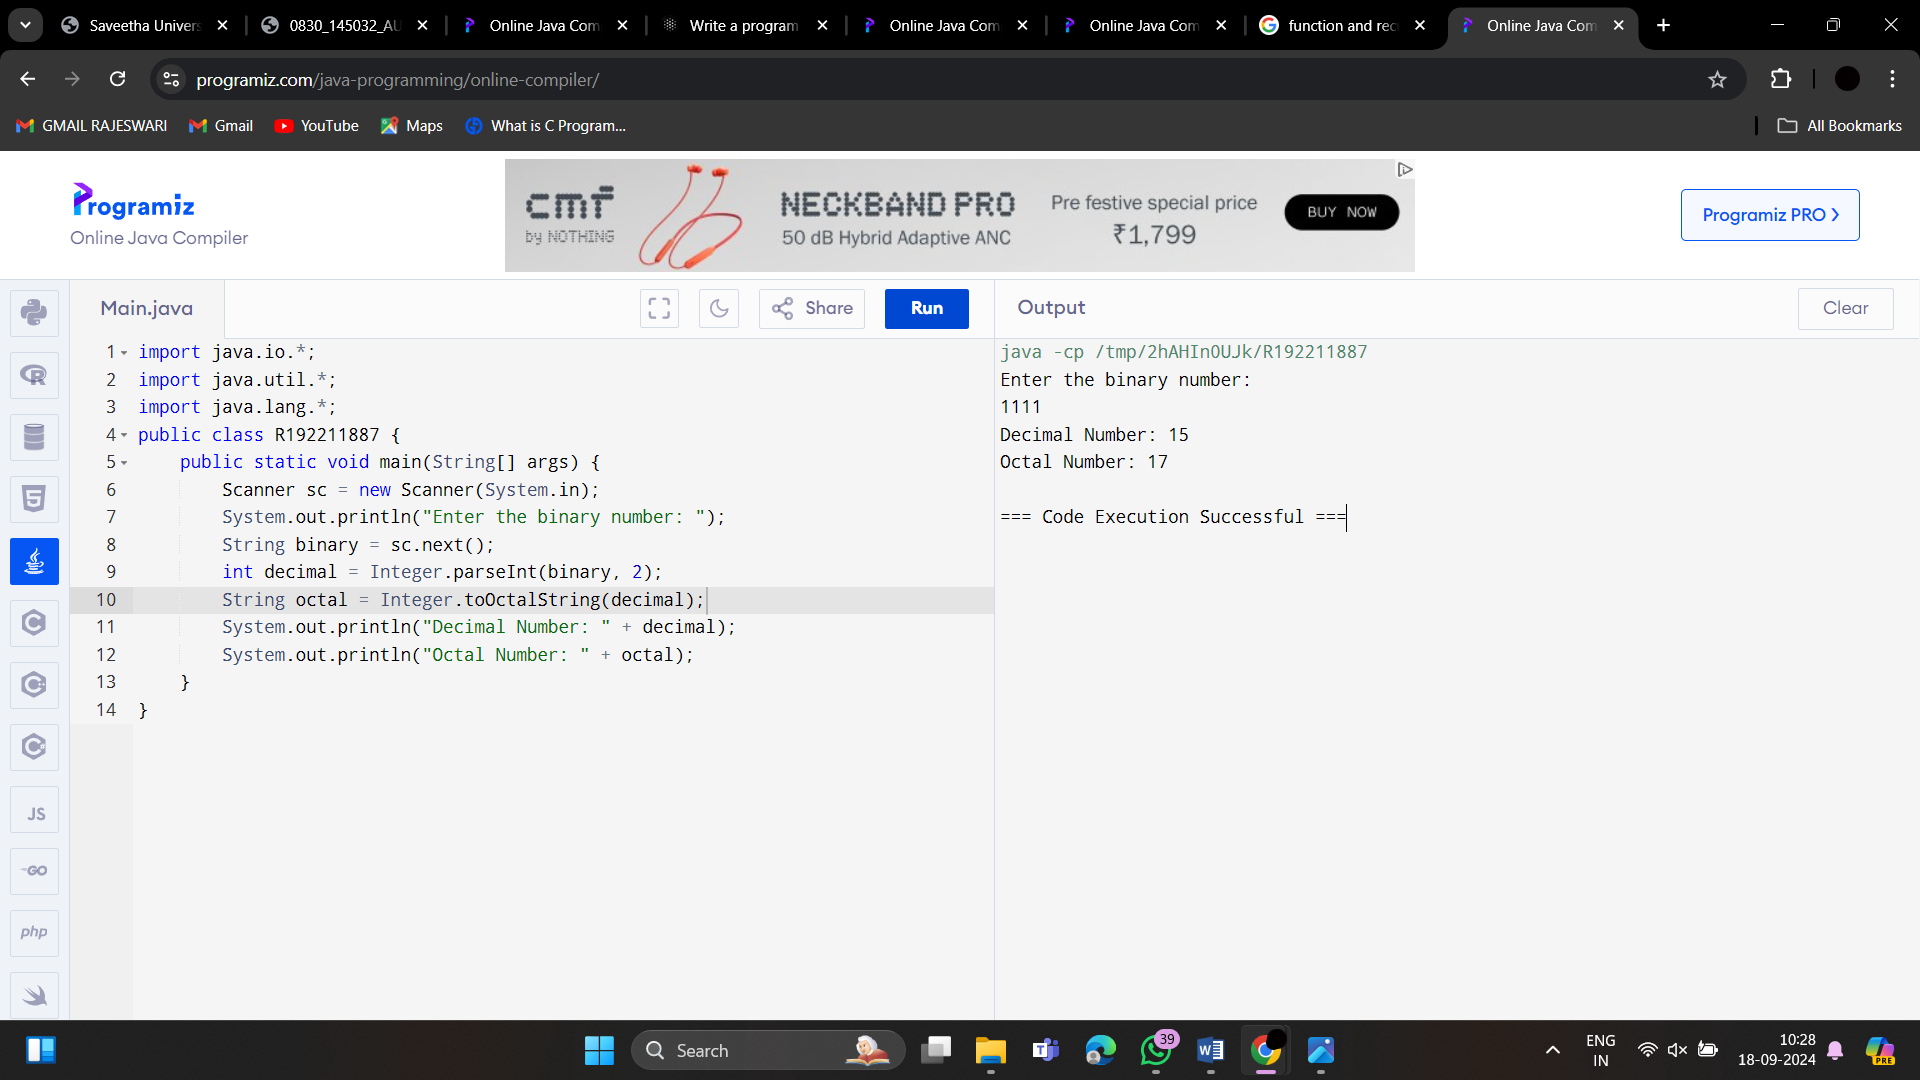 Saveetha Univers
0830_145032_AU
Online Java Com
Write a program
Online Java Com
Online Java Com
function and rec
Online Java Com
programiz.com/java-programming/online-compiler/
GMAIL RAJESWARI
Gmail
YouTube
Maps
What is C Program...
All Bookmarks
Programiz
Online Java Compiler
cmf
by NOTHING
NECKBAND PRO
50 dB Hybrid Adaptive ANC
Pre festive special price
₹1,799
BUY NOW
Programiz PRO >
Main.java
Share
Run
Output
Clear
1 import java.io.*;
2 import java.util.*;
3 import java.lang.*;
4 public class R192211887 {
5 public static void main(String[] args) {
6 Scanner sc = new Scanner(System.in);
7 System.out.println("Enter the binary number: ");
8 String binary = sc.next();
9 int decimal = Integer.parseInt(binary, 2);
10 String octal = Integer.toOctalString(decimal);
11 System.out.println("Decimal Number: " + decimal);
12 System.out.println("Octal Number: " + octal);
13 }
14 }
java -cp /tmp/2hAHIn0UJk/R192211887
Enter the binary number:
1111
Decimal Number: 15
Octal Number: 17
=== Code Execution Successful ===
R
5
C
C
C
JS
GO
php
Search
39
ENG
IN
10:28
18-09-2024
PRE